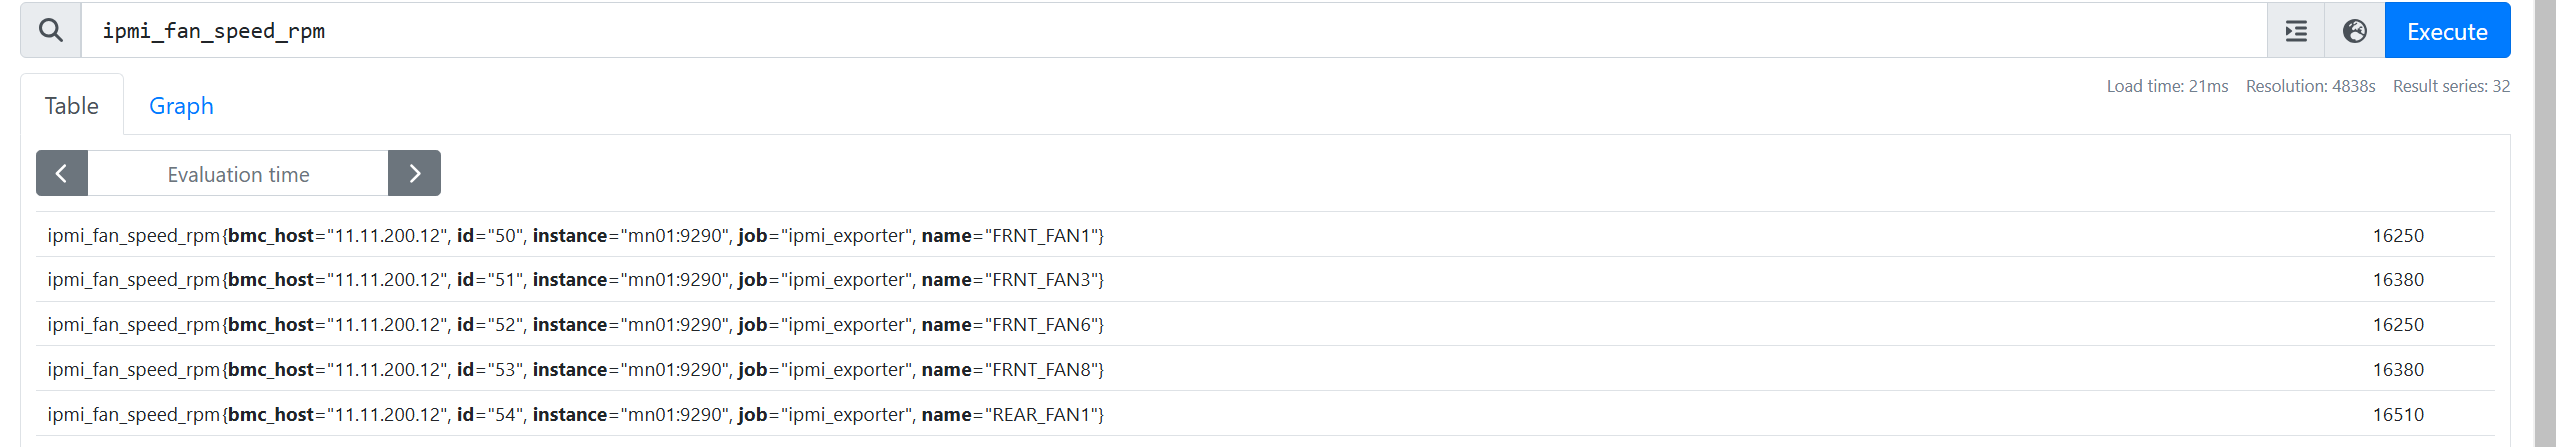 ipmi_fan_speed_rpm
Execute
Table Graph
Load time: 21ms Resolution: 4838s Result series: 32
Evaluation time
ipmi_fan_speed_rpm{bmc_host="11.11.200.12", id="50", instance="mn01:9290", job="ipmi_exporter", name="FRNT_FAN1"} 16250
ipmi_fan_speed_rpm{bmc_host="11.11.200.12", id="51", instance="mn01:9290", job="ipmi_exporter", name="FRNT_FAN3"} 16380
ipmi_fan_speed_rpm{bmc_host="11.11.200.12", id="52", instance="mn01:9290", job="ipmi_exporter", name="FRNT_FAN6"} 16250
ipmi_fan_speed_rpm{bmc_host="11.11.200.12", id="53", instance="mn01:9290", job="ipmi_exporter", name="FRNT_FAN8"} 16380
ipmi_fan_speed_rpm{bmc_host="11.11.200.12", id="54", instance="mn01:9290", job="ipmi_exporter", name="REAR_FAN1"} 16510